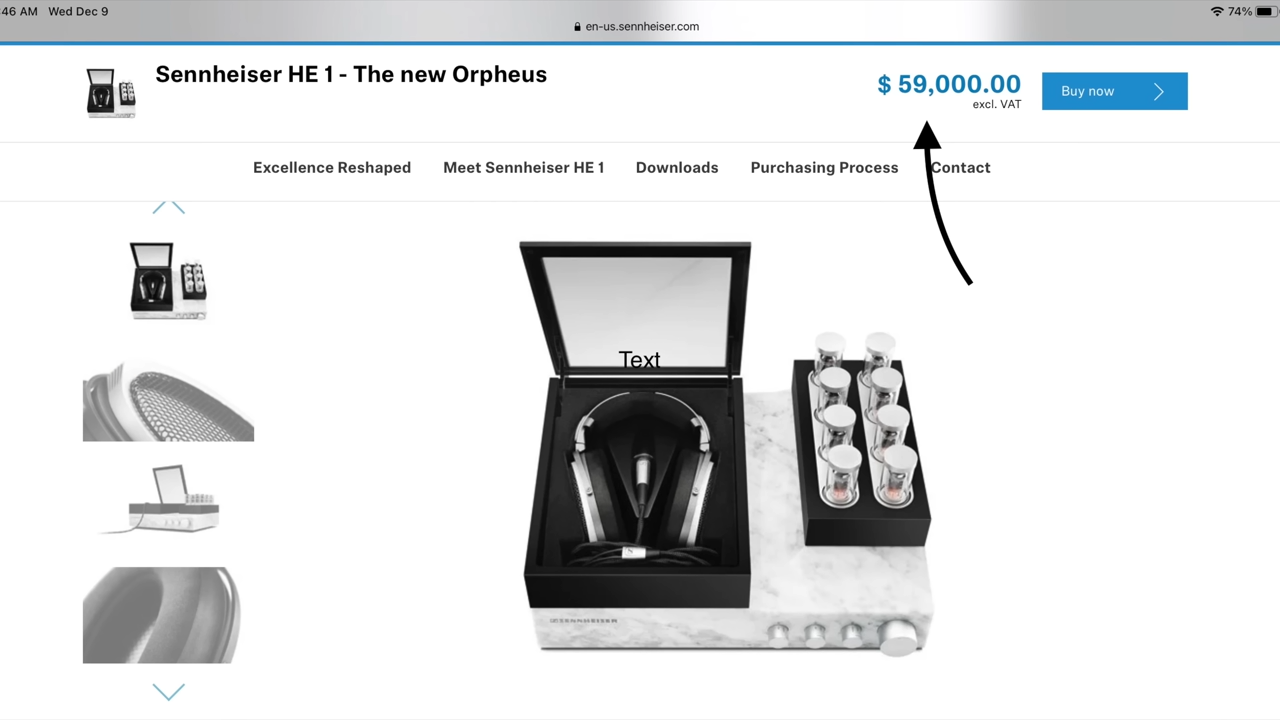 :46 AM Wed Dec 9
74%
en-us.sennheiser.com
Sennheiser HE 1 - The new Orpheus
$ 59,000.00
excl. VAT
Buy now
Excellence Reshaped Meet Sennheiser HE 1 Downloads Purchasing Process Contact
Text
SENNHEISER